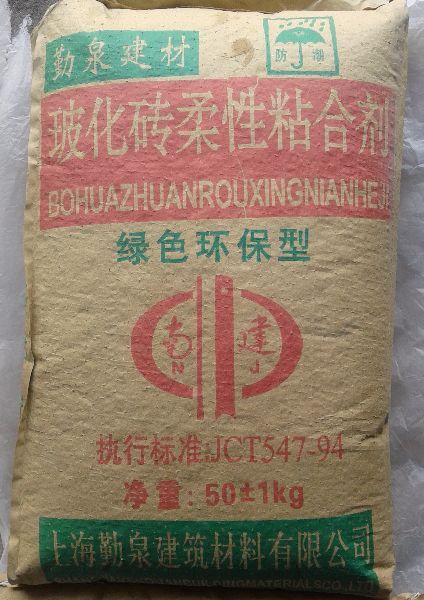 勤泉建材
防潮
玻化砖柔性粘合剂
BOHUAZHUANROUXINGNIANHEJI
绿色环保型
南 建
N J
执行标准:JCT547-94
净重: 50±1kg
上海勤泉建筑材料有限公司